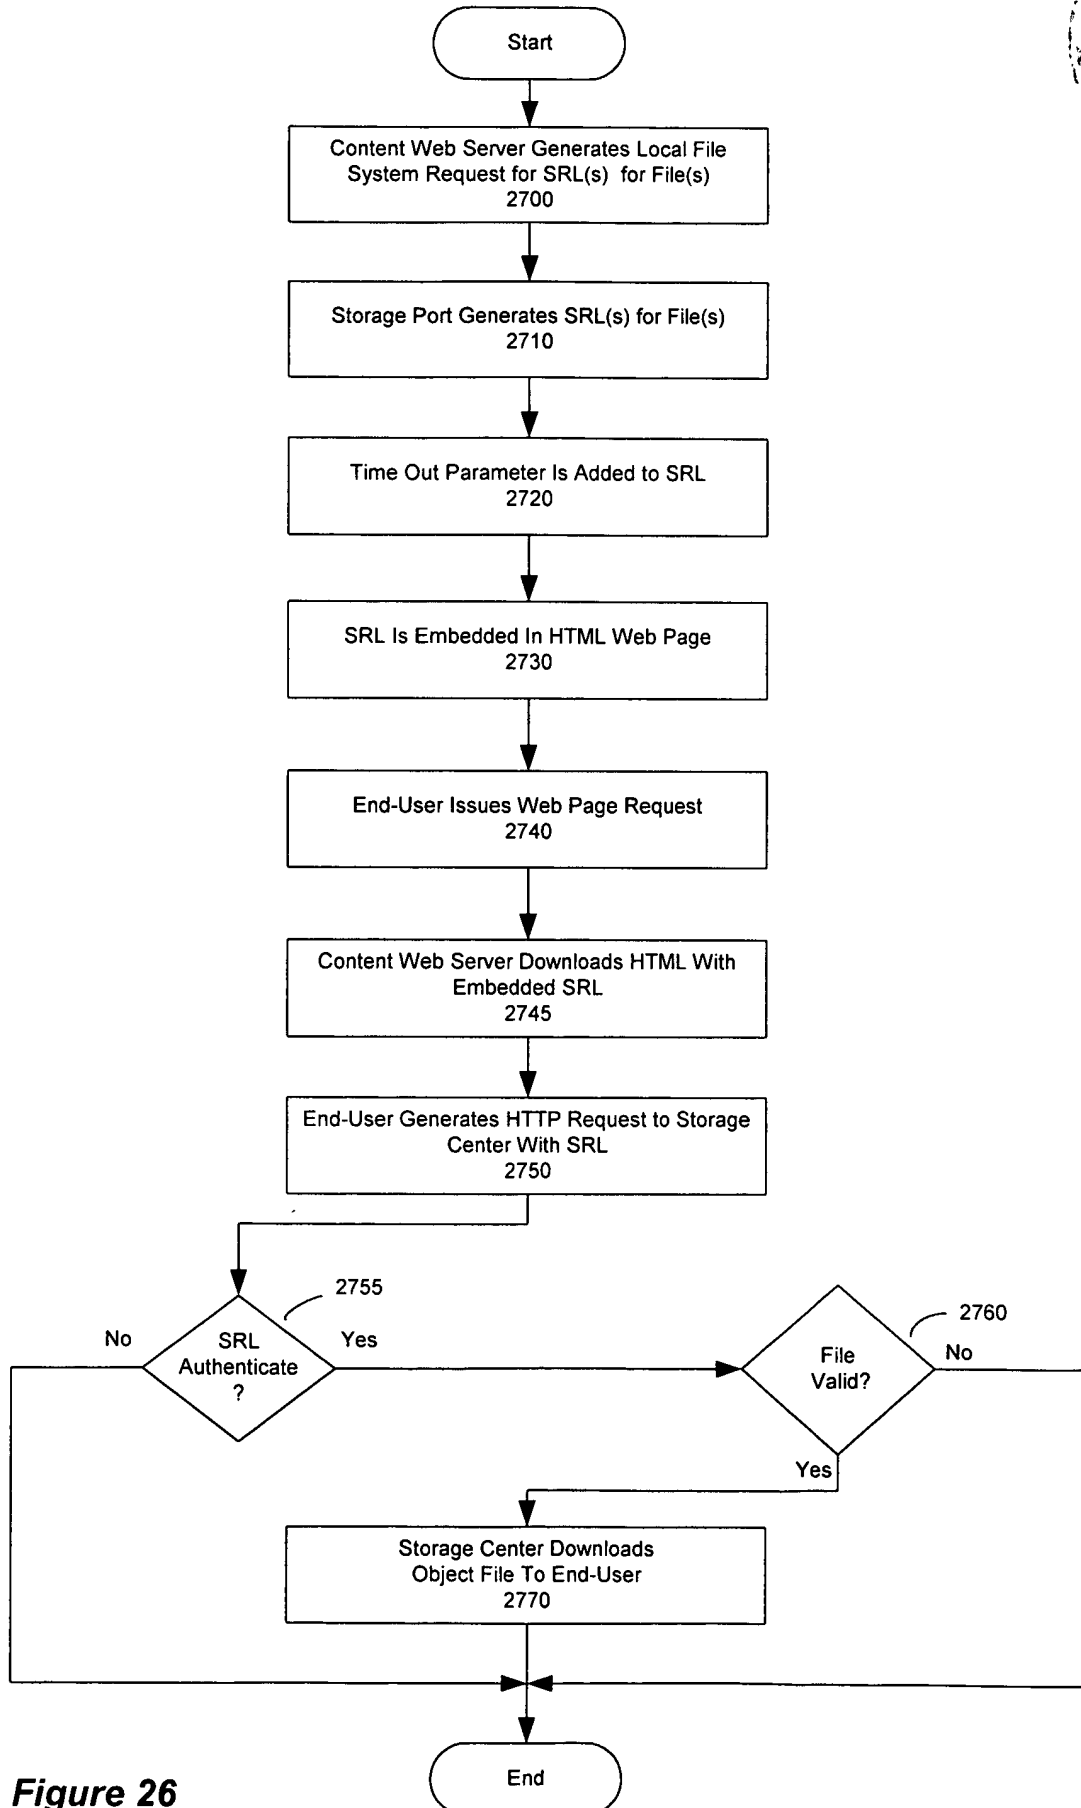 Start
Content Web Server Generates Local File
System Request for SRL(s) for File(s)
2700
Storage Port Generates SRL(s) for File(s)
2710
Time Out Parameter Is Added to SRL
2720
SRL Is Embedded In HTML Web Page
2730
End-User Issues Web Page Request
2740
Content Web Server Downloads HTML With
Embedded SRL
2745
End-User Generates HTTP Request to Storage
Center With SRL
2750
2755
No
SRL
Authenticate
?
Yes
2760
File
Valid?
No
Yes
Storage Center Downloads
Object File To End-User
2770
End
Figure 26